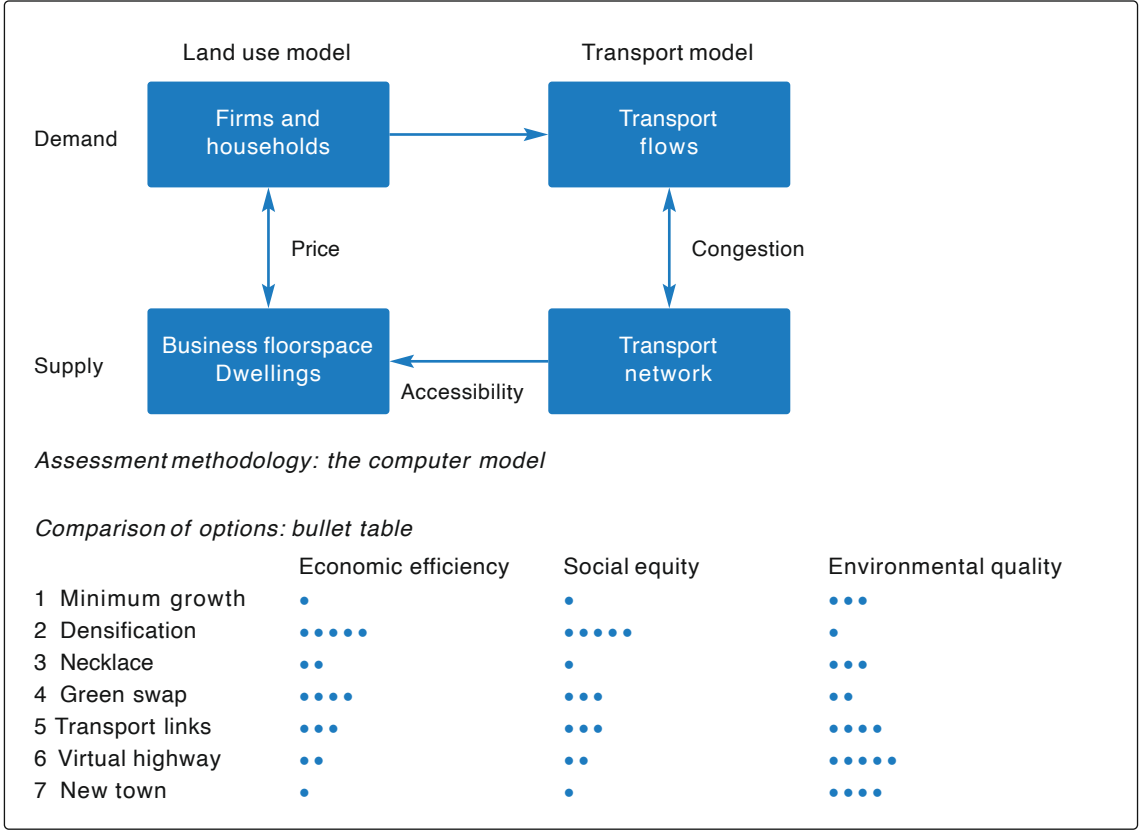 Land use model Transport model
Demand
Firms and
households
Transport
flows
Price
Congestion
Supply
Business floorspace
Dwellings
Accessibility
Transport
network
Assessment methodology: the computer model
Comparison of options: bullet table
Economic efficiency Social equity Environmental quality
1 Minimum growth • • •••
2 Densification ••••• ••••• •
3 Necklace •• • •••
4 Green swap •••• ••• ••
5 Transport links ••• ••• ••••
6 Virtual highway •• •• •••••
7 New town • • ••••